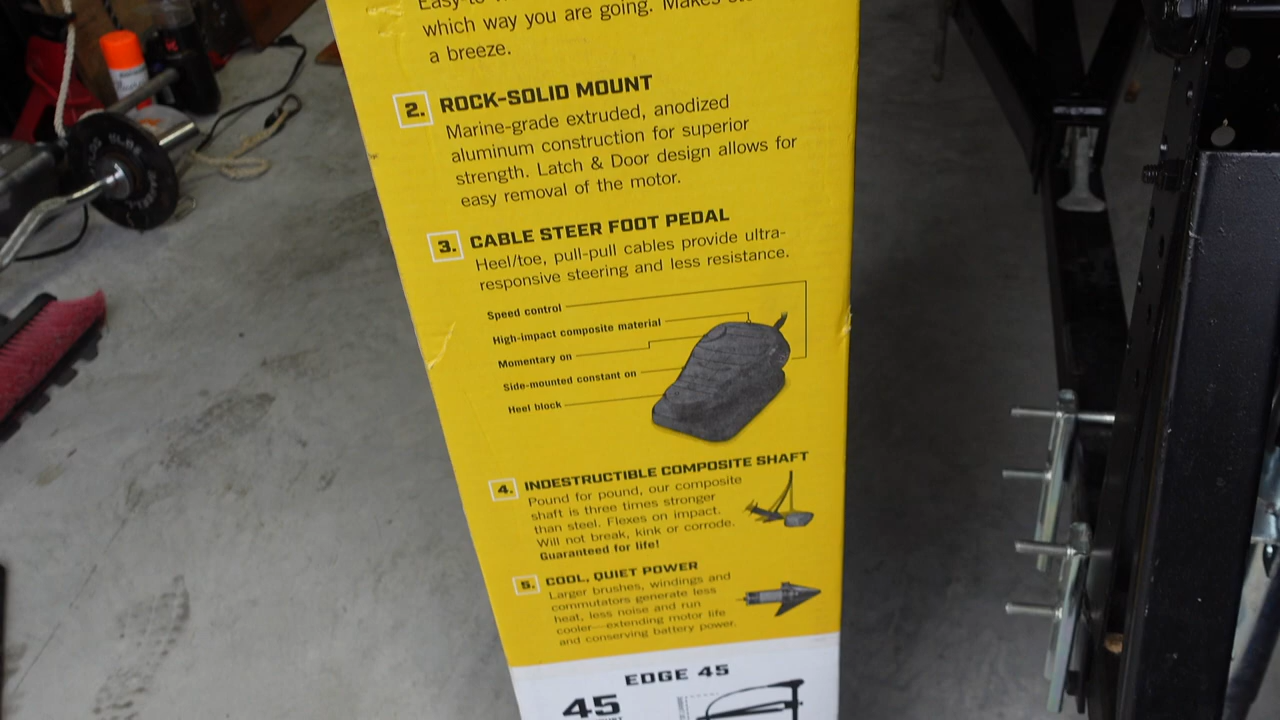 which way you are going. Makes
a breeze.
2. ROCK-SOLID MOUNT
Marine-grade extruded, anodized
aluminum construction for superior
strength. Latch & Door design allows for
easy removal of the motor.
3. CABLE STEER FOOT PEDAL
Heel/toe, pull-pull cables provide ultra-
responsive steering and less resistance.
Speed control
High-impact composite material
Momentary on
Side-mounted constant on
Heel block
4. INDESTRUCTIBLE COMPOSITE SHAFT
Pound for pound, our composite
shaft is three times stronger
than steel. Flexes on impact.
Will not break, kink or corrode.
Guaranteed for life!
5. COOL, QUIET POWER
Larger brushes, windings and
commutators generate less
heat, less noise and run
cooler—extending motor life
and conserving battery power.
EDGE 45
45